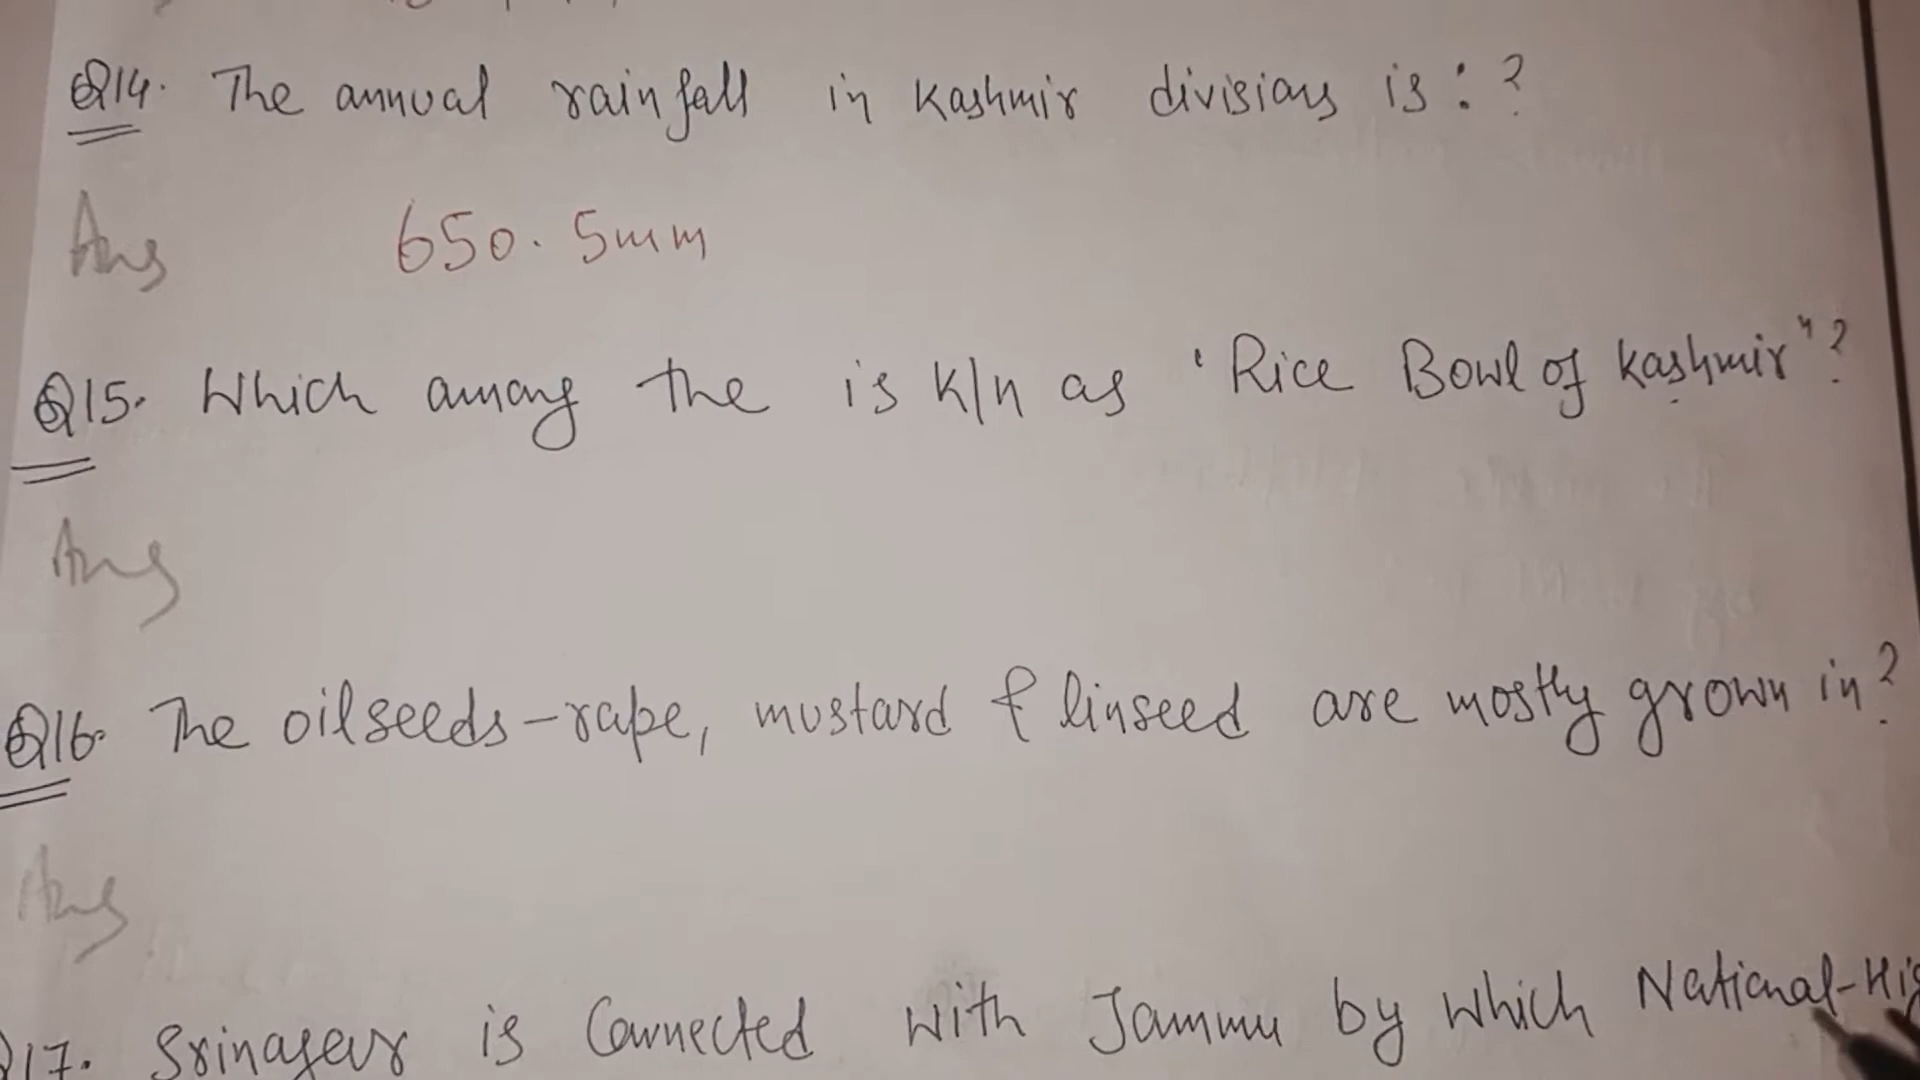 Q14. The annual rainfall in Kashmir divisions is : ?
Ans 650.5mm
Q15. Which among the is k/n as 'Rice Bowl of Kashmir"?
Ans
Q16. The oilseeds-rape, mustard & linseed are mostly grown in?
Ans
Q17. Srinagar is Connected with Jammu by which National-Hig